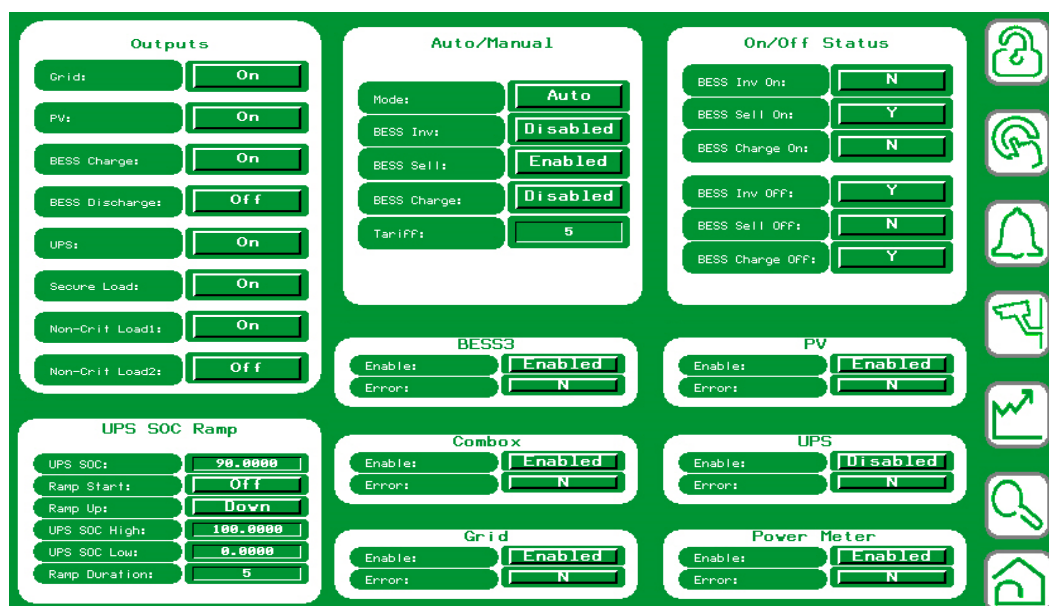 Outputs
Grid: On
PV: On
BESS Charge: On
BESS Discharge: Off
UPS: On
Secure Load: On
Non-Crit Load1: On
Non-Crit Load2: Off
UPS SOC Ramp
UPS SOC: 90.0000
Ramp Start: Off
Ramp Up: Down
UPS SOC High: 100.0000
UPS SOC Low: 0.0000
Ramp Duration: 5
Auto/Manual
Mode: Auto
BESS Inv: Disabled
BESS Sell: Enabled
BESS Charge: Disabled
Tariff: 5
On/Off Status
BESS Inv On: N
BESS Sell On: Y
BESS Charge On: N
BESS Inv OFF: Y
BESS Sell OFF: N
BESS Charge OFF: Y
BESS3
Enable: Enabled
Error: N
PV
Enable: Enabled
Error: N
Combox
Enable: Enabled
Error: N
UPS
Enable: Disabled
Error: N
Grid
Enable: Enabled
Error: N
Power Meter
Enable: Enabled
Error: N